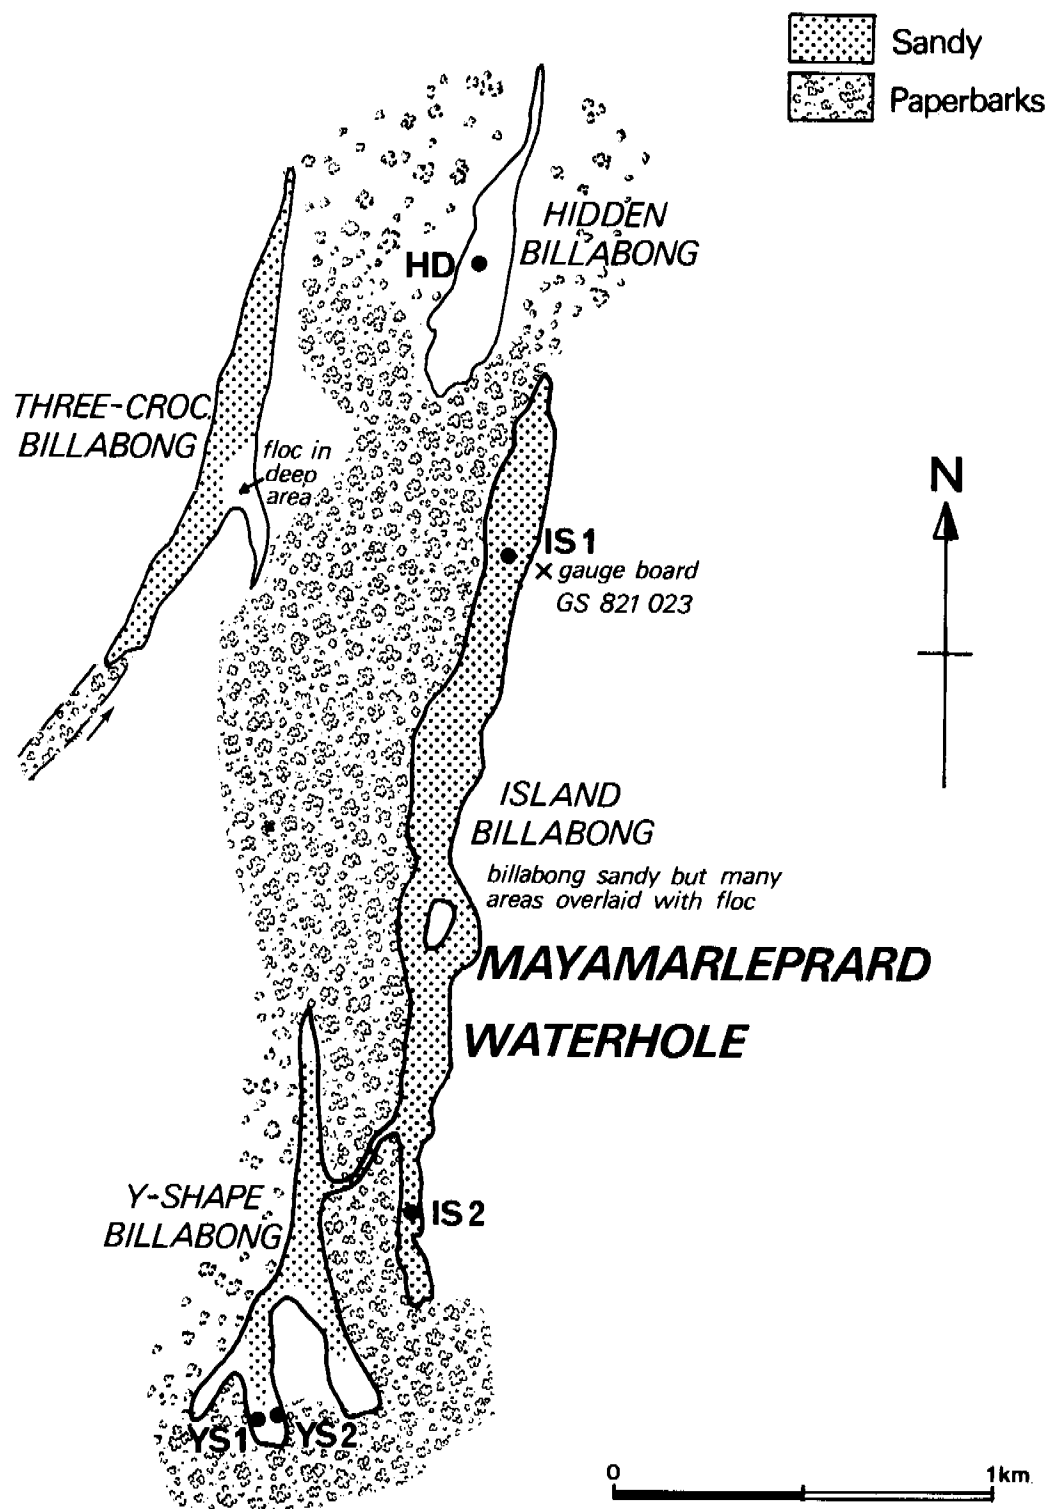 Sandy
Paperbarks
HIDDEN
BILLABONG
HD
THREE-CROC.
BILLABONG
floc in
deep
area
N
IS1
× gauge board
GS 821 023
ISLAND
BILLABONG
billabong sandy but many
areas overlaid with floc
MAYAMARLEPRARD
WATERHOLE
Y-SHAPE
BILLABONG
IS2
YS1
YS2
0
1km